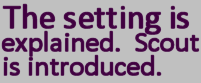 The setting is
explained.  Scout
is introduced.